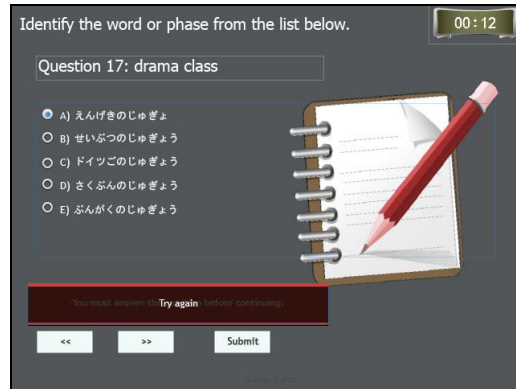 Identify the word or phase from the list below.
00:12
Question 17: drama class
A) えんげきのじゅぎょ
B) せいぶつのじゅぎょう
C) ドイツごのじゅぎょう
D) さくぶんのじゅぎょう
E) ぶんがくのじゅぎょう
You must answer the Try again before continuing.
<< >> Submit